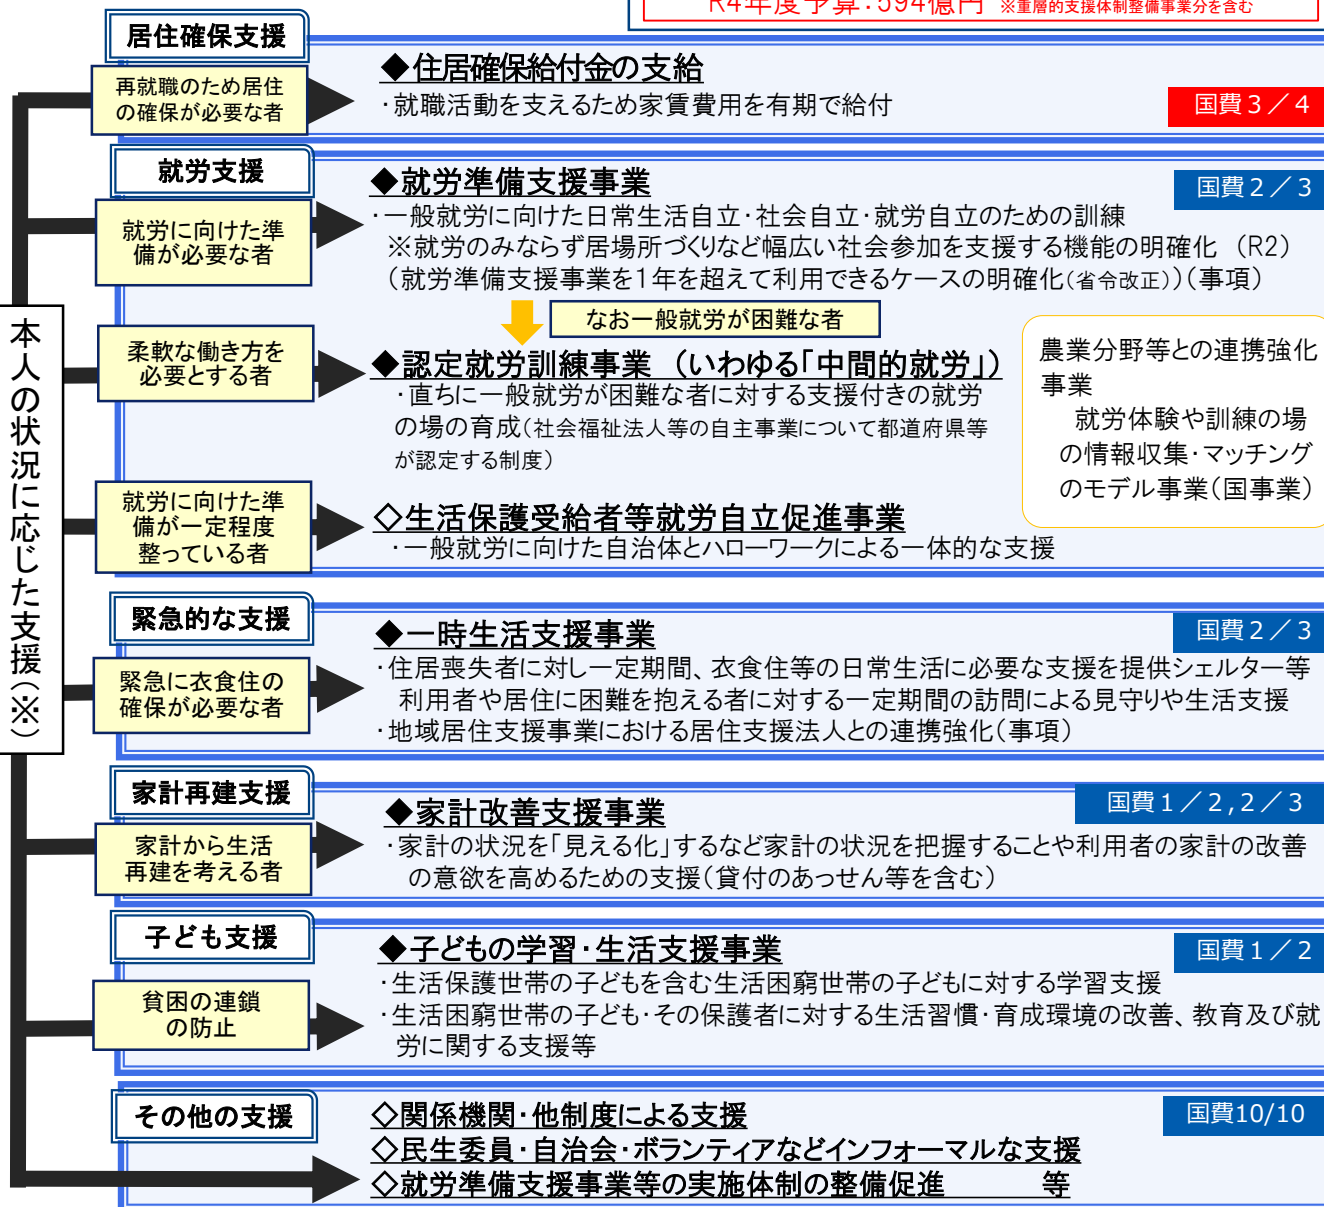 R4年度予算：594億円 ※重層的支援体制整備事業分を含む
本人の状況に応じた支援（※）
居住確保支援
再就職のため居住
の確保が必要な者
◆住居確保給付金の支給
・就職活動を支えるため家賃費用を有期で給付
国費３／４
就労支援
就労に向けた準
備が必要な者
◆就労準備支援事業
国費２／３
・一般就労に向けた日常生活自立・社会自立・就労自立のための訓練
※就労のみならず居場所づくりなど幅広い社会参加を支援する機能の明確化 （R2）
（就労準備支援事業を1年を超えて利用できるケースの明確化（省令改正））（事項）
なお一般就労が困難な者
柔軟な働き方を
必要とする者
◆認定就労訓練事業 （いわゆる「中間的就労」）
・直ちに一般就労が困難な者に対する支援付きの就労
の場の育成（社会福祉法人等の自主事業について都道府県等
が認定する制度）
農業分野等との連携強化
事業
就労体験や訓練の場
の情報収集・マッチング
のモデル事業（国事業）
就労に向けた準
備が一定程度
整っている者
◇生活保護受給者等就労自立促進事業
・一般就労に向けた自治体とハローワークによる一体的な支援
緊急的な支援
緊急に衣食住の
確保が必要な者
◆一時生活支援事業
国費２／３
・住居喪失者に対し一定期間、衣食住等の日常生活に必要な支援を提供シェルター等
利用者や居住に困難を抱える者に対する一定期間の訪問による見守りや生活支援
・地域居住支援事業における居住支援法人との連携強化（事項）
家計再建支援
家計から生活
再建を考える者
◆家計改善支援事業
国費１／２,２／３
・家計の状況を「見える化」するなど家計の状況を把握することや利用者の家計の改善
の意欲を高めるための支援（貸付のあっせん等を含む）
子ども支援
貧困の連鎖
の防止
◆子どもの学習・生活支援事業
国費１／２
・生活保護世帯の子どもを含む生活困窮世帯の子どもに対する学習支援
・生活困窮世帯の子ども・その保護者に対する生活習慣・育成環境の改善、教育及び就
労に関する支援等
その他の支援
◇関係機関・他制度による支援
国費10/10
◇民生委員・自治会・ボランティアなどインフォーマルな支援
◇就労準備支援事業等の実施体制の整備促進 等